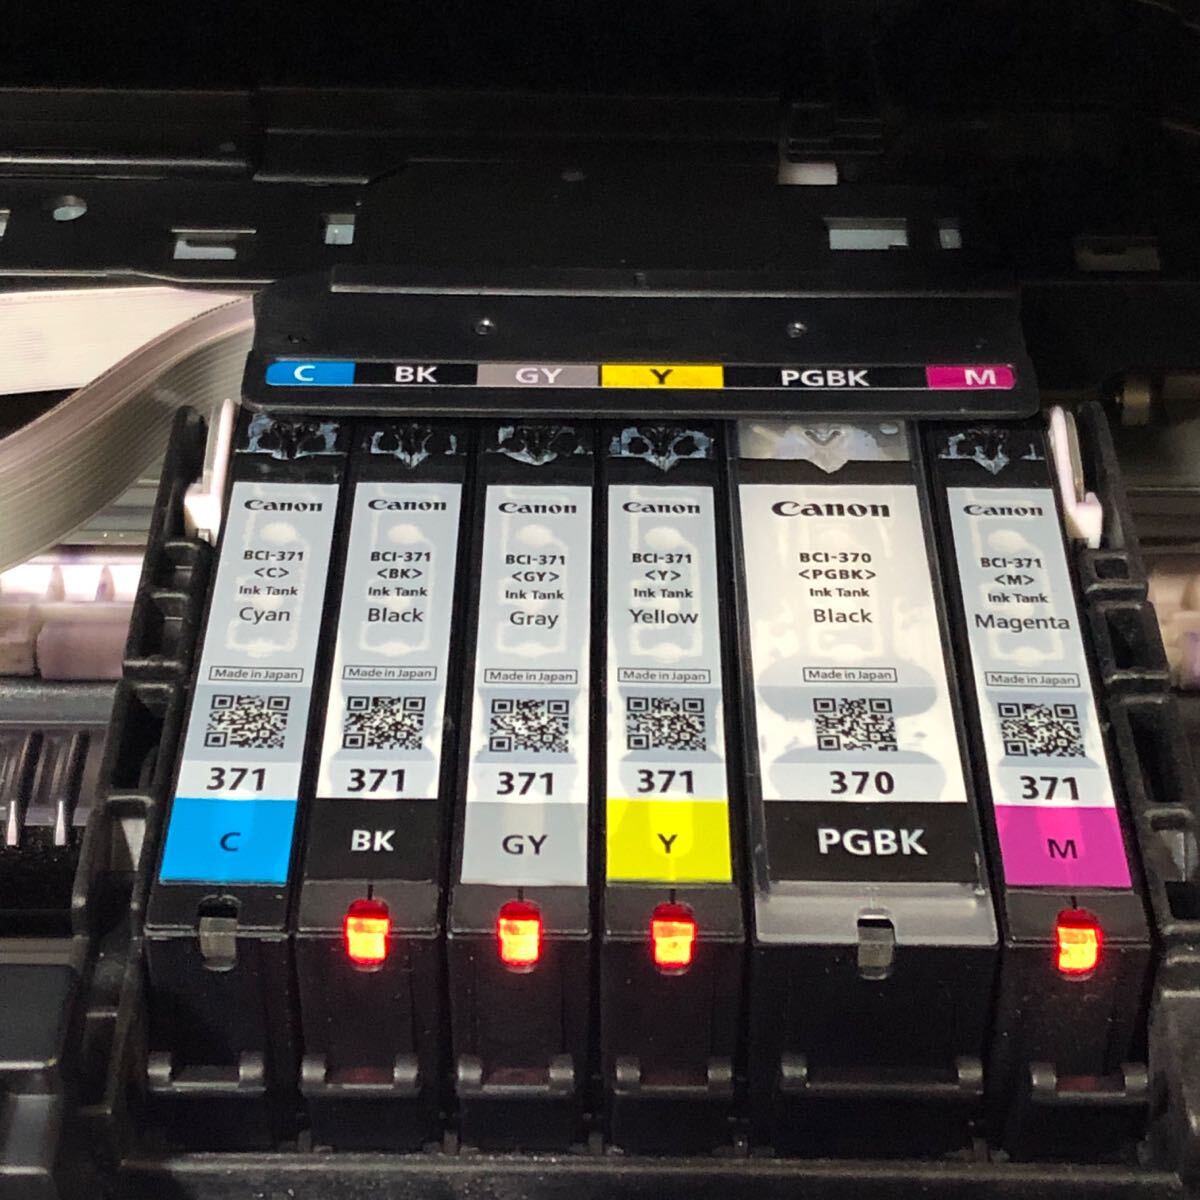 C BK GY Y PGBK M
Canon
BCI-371
<C>
Ink Tank
Cyan
Made in Japan
371
C
Canon
BCI-371
<BK>
Ink Tank
Black
Made in Japan
371
BK
Canon
BCI-371
<GY>
Ink Tank
Gray
Made in Japan
371
GY
Canon
BCI-371
<Y>
Ink Tank
Yellow
Made in Japan
371
Y
Canon
BCI-370
<PGBK>
Ink Tank
Black
Made in Japan
370
PGBK
Canon
BCI-371
<M>
Ink Tank
Magenta
Made in Japan
371
M